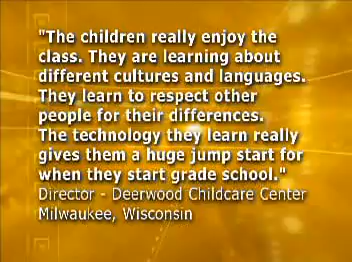 "The children really enjoy the
class. They are learning about
different cultures and languages.
They learn to respect other
people for their differences.
The technology they learn really
gives them a huge jump start for
when they start grade school."
Director - Deerwood Childcare Center
Milwaukee, Wisconsin